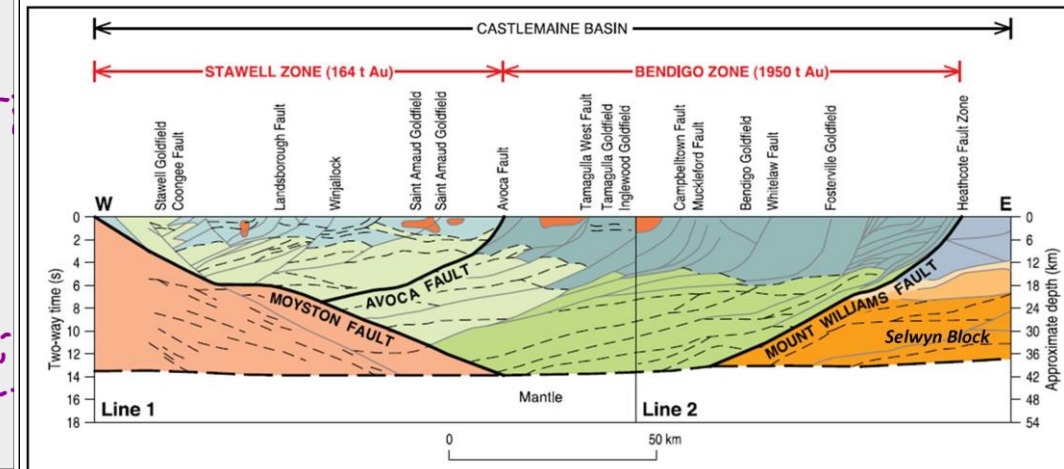 CASTLEMAINE BASIN
STAWELL ZONE (164 t Au)
BENDIGO ZONE (1950 t Au)
Stawell Goldfield
Coongee Fault
Landsborough Fault
Winjallock
Saint Arnaud Goldfield
Saint Arnaud Goldfield
Avoca Fault
Tarnagulla West Fault
Tarnagulla Goldfield
Inglewood Goldfield
Campbelltown Fault
Muckleford Fault
Bendigo Goldfield
Whitelaw Fault
Fosterville Goldfield
Heathcote Fault Zone
W
E
Two-way time (s)
0
2
4
6
8
10
12
14
16
18
0
6
12
18
24
30
36
42
48
54
Approximate depth (km)
AVOCA FAULT
MOYSTON FAULT
MOUNT WILLIAMS FAULT
Selwyn Block
Mantle
Line 1
Line 2
0
50 km